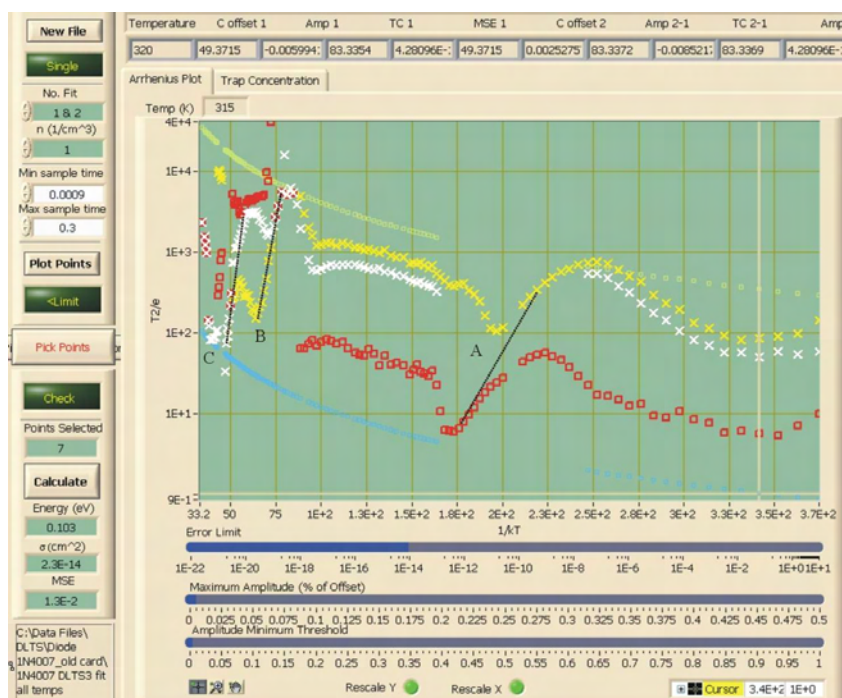 Temperature C offset 1 Amp 1 TC 1 MSE 1 C offset 2 Amp 2-1 TC 2-1 Amp
320 49.3715 -0.005994 83.3354 4.28096E- 49.3715 0.0025275 83.3372 -0.008521 83.3369 4.28096E-
New File
Single
No. Fit
1 & 2
n (1/cm^3)
1
Min sample time
0.0009
Max sample time
0.3
Plot Points
<Limit
Pick Points
Check
Points Selected
7
Calculate
Energy (eV)
0.103
σ(cm^2)
2.3E-14
MSE
1.3E-2
C:\Data Files\
DLTS\Diode
1N4007_old card\
1N4007 DLTS3 fit
all temps
Arrhenius Plot Trap Concentration
Temp (K) 315
T2/e
4E+4
1E+4
1E+3
1E+2
1E+1
9E-1
C
B
A
33.2 50 75 1E+2 1.3E+2 1.5E+2 1.8E+2 2E+2 2.3E+2 2.5E+2 2.8E+2 3E+2 3.3E+2 3.5E+2 3.7E+2
1/kT
Error Limit
1E-22 1E-20 1E-18 1E-16 1E-14 1E-12 1E-10 1E-8 1E-6 1E-4 1E-2 1E+01E+1
Maximum Amplitude (% of Offset)
0 0.025 0.05 0.075 0.1 0.125 0.15 0.175 0.2 0.225 0.25 0.275 0.3 0.325 0.35 0.375 0.4 0.425 0.45 0.475 0.5
Amplitude Minimum Threshold
0 0.05 0.1 0.15 0.2 0.25 0.3 0.35 0.4 0.45 0.5 0.55 0.6 0.65 0.7 0.75 0.8 0.85 0.9 0.95 1
Rescale Y Rescale X Cursor 3.4E+2 1E+0